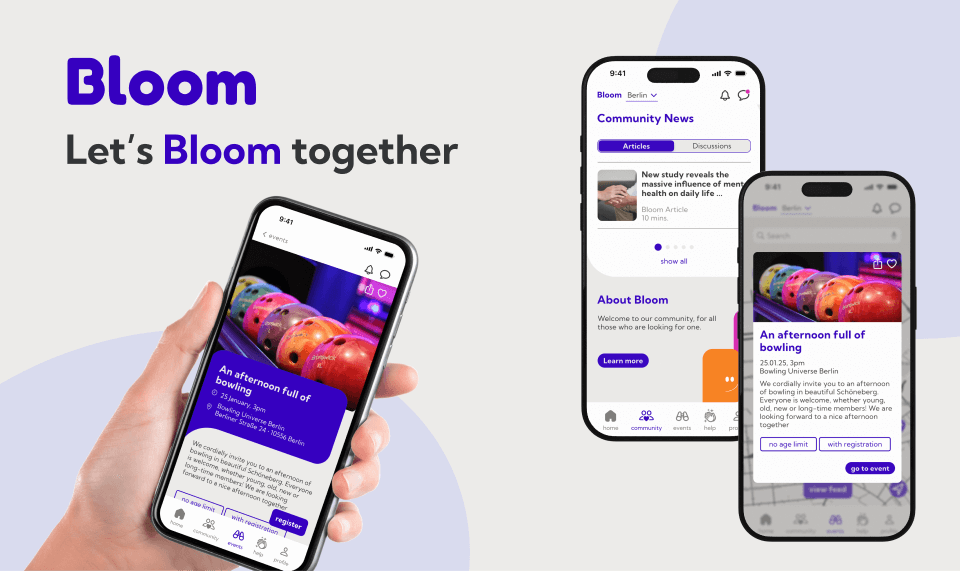 Bloom
Let’s Bloom together
9:41
events
An afternoon full of
bowling
25 January, 3pm
Bowling Universe Berlin
Berliner Straße 24 · 10556 Berlin
We cordially invite you to an afternoon of
bowling in beautiful Schöneberg. Everyone
is welcome, whether young, old, new or
long-time members! We are looking
forward to a nice afternoon together
no age limit
with registration
register
home
community
events
help
profile
9:41
Bloom Berlin
Community News
Articles Discussions
New study reveals the
massive influence of ment
health on daily life ...
Bloom Article
10 mins.
show all
About Bloom
Welcome to our community, for all
those who are looking for one.
Learn more
home community events help
9:41
Bloom Berlin
Search
An afternoon full of
bowling
25.01.25, 3pm
Bowling Universe Berlin
We cordially invite you to an afternoon
of bowling in beautiful Schöneberg.
Everyone is welcome, whether young,
old, new or long-time members! We are
looking forward to a nice afternoon
together
no age limit with registration
go to event
view feed
home community events help profile